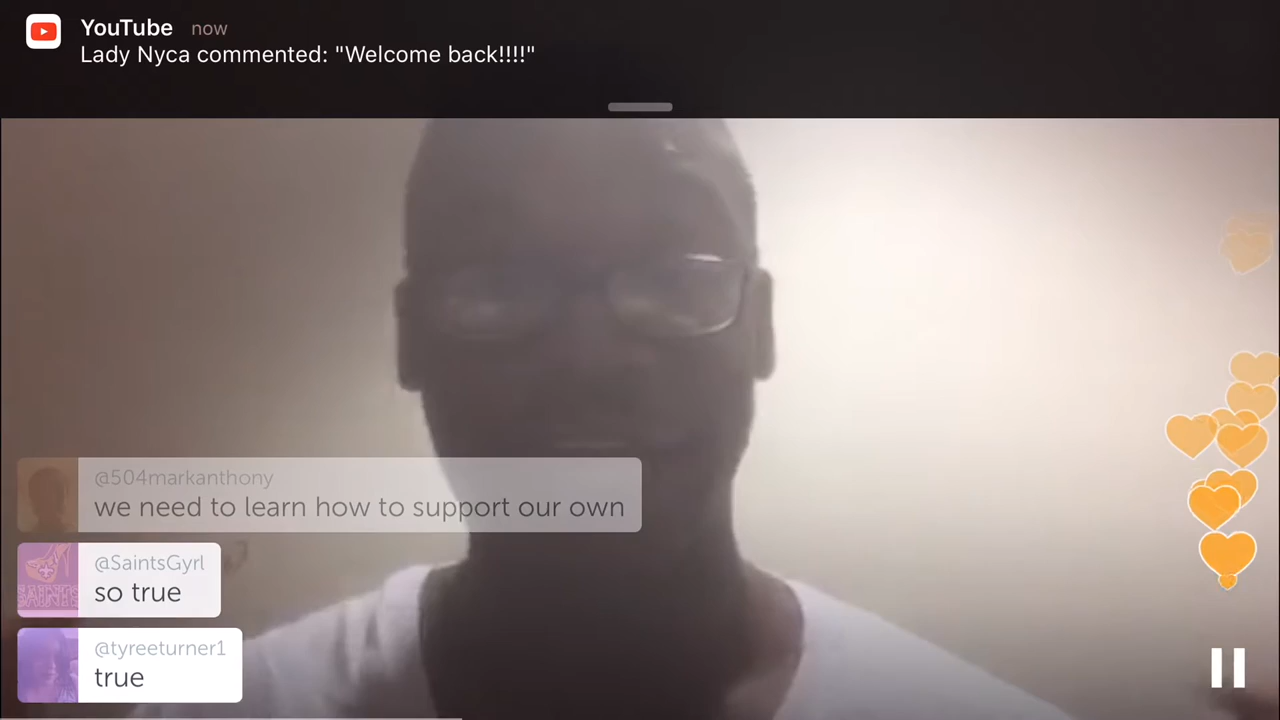 YouTube now
Lady Nyca commented: "Welcome back!!!!"
@504markanthony
we need to learn how to support our own
@SaintsGyrl
so true
SAINTS
@tyreeturner1
true